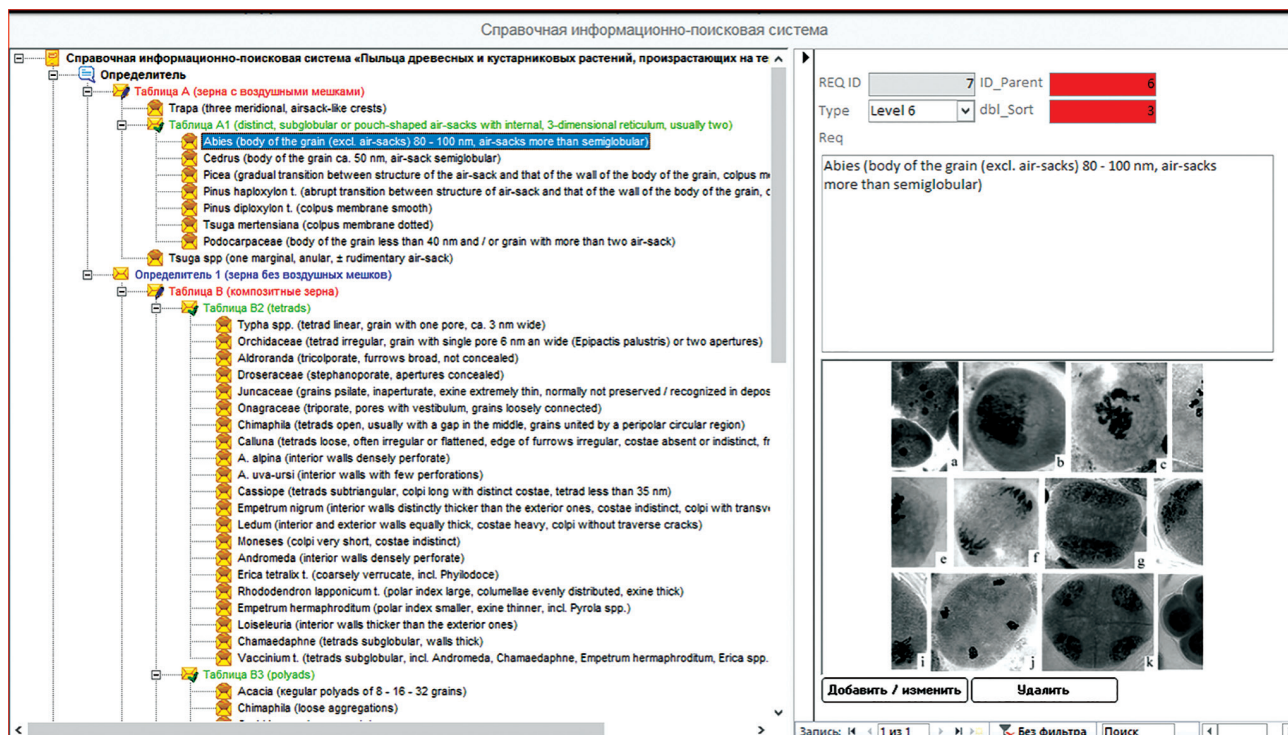 Справочная информационно-поисковая система
Справочная информационно-поисковая система «Пыльца древесных и кустарниковых растений, произрастающих на те
Определитель
Таблица А (зерна с воздушными мешками)
Trapa (three meridional, airsack-like crests)
Таблица А1 (distinct, subglobular or pouch-shaped air-sacks with internal, 3-dimensional reticulum, usually two)
Abies (body of the grain (excl. air-sacks) 80 - 100 nm, air-sacks more than semiglobular)
Cedrus (body of the grain ca. 50 nm, air-sack semiglobular)
Picea (gradual transition between structure of the air-sack and that of the wall of the body of the grain, colpus m
Pinus haploxylon t. (abrupt transition between structure of air-sack and that of the wall of the body of the grain, c
Pinus diploxylon t. (colpus membrane smooth)
Tsuga mertensiana (colpus membrane dotted)
Podocarpaceae (body of the grain less than 40 nm and / or grain with more than two air-sack)
Tsuga spp (one marginal, anular, ± rudimentary air-sack)
Определитель 1 (зерна без воздушных мешков)
Таблица В (композитные зерна)
Таблица В2 (tetrads)
Typha spp. (tetrad linear, grain with one pore, ca. 3 nm wide)
Orchidaceae (tetrad irregular, grain with single pore 6 nm an wide (Epipactis palustris) or two apertures)
Aldroranda (tricolporate, furrows broad, not concealed)
Droseraceae (stephanoporate, apertures concealed)
Juncaceae (grains psilate, inaperturate, exine extremely thin, normally not preserved / recognized in depos
Onagraceae (triporate, pores with vestibulum, grains loosely connected)
Chimaphila (tetrads open, usually with a gap in the middle, grains united by a peripolar circular region)
Calluna (tetrads loose, often irregular or flattened, edge of furrows irregular, costae absent or indistinct, fr
A. alpina (interior walls densely perforate)
A. uva-ursi (interior walls with few perforations)
Cassiope (tetrads subtriangular, colpi long with distinct costae, tetrad less than 35 nm)
Empetrum nigrum (interior walls distinctly thicker than the exterior ones, costae indistinct, colpi with transv
Ledum (interior and exterior walls equally thick, costae heavy, colpi without traverse cracks)
Moneses (colpi very short, costae indistinct)
Andromeda (interior walls densely perforate)
Erica tetralix t. (coarsely verrucate, incl. Phyilodoce)
Rhododendron lapponicum t. (polar index large, columellae evenly distributed, exine thick)
Empetrum hermaphroditum (polar index smaller, exine thinner, incl. Pyrola spp.)
Loiseleuria (interior walls thicker than the exterior ones)
Chamaedaphne (tetrads subglobular, walls thick)
Vaccinium t. (tetrads subglobular, incl. Andromeda, Chamaedaphne, Empetrum hermaphroditum, Erica spp.
Таблица В3 (polyads)
Acacia (кegular polyads of 8 - 16 - 32 grains)
Chimaphila (loose aggregations)
REQ ID 7 ID_Parent 6
Type Level 6 dbl_Sort 3
Req
Abies (body of the grain (excl. air-sacks) 80 - 100 nm, air-sacks
more than semiglobular)
a b c
e f g
i j k
Добавить / изменить Удалить
Запись: 1 из 1 Без фильтра Поиск